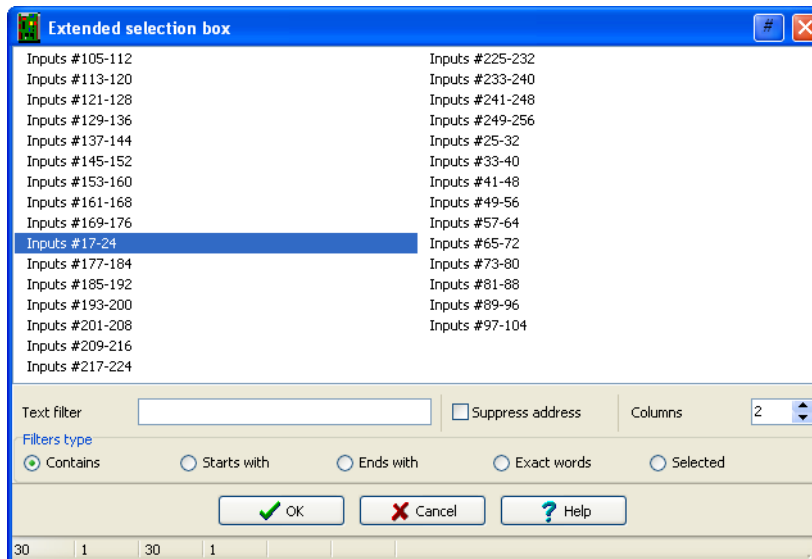 Extended selection box
#
Inputs #105-112
Inputs #113-120
Inputs #121-128
Inputs #129-136
Inputs #137-144
Inputs #145-152
Inputs #153-160
Inputs #161-168
Inputs #169-176
Inputs #17-24
Inputs #177-184
Inputs #185-192
Inputs #193-200
Inputs #201-208
Inputs #209-216
Inputs #217-224
Inputs #225-232
Inputs #233-240
Inputs #241-248
Inputs #249-256
Inputs #25-32
Inputs #33-40
Inputs #41-48
Inputs #49-56
Inputs #57-64
Inputs #65-72
Inputs #73-80
Inputs #81-88
Inputs #89-96
Inputs #97-104
Text filter Suppress address Columns 2
Filters type
Contains Starts with Ends with Exact words Selected
OK Cancel Help
30 1 30 1